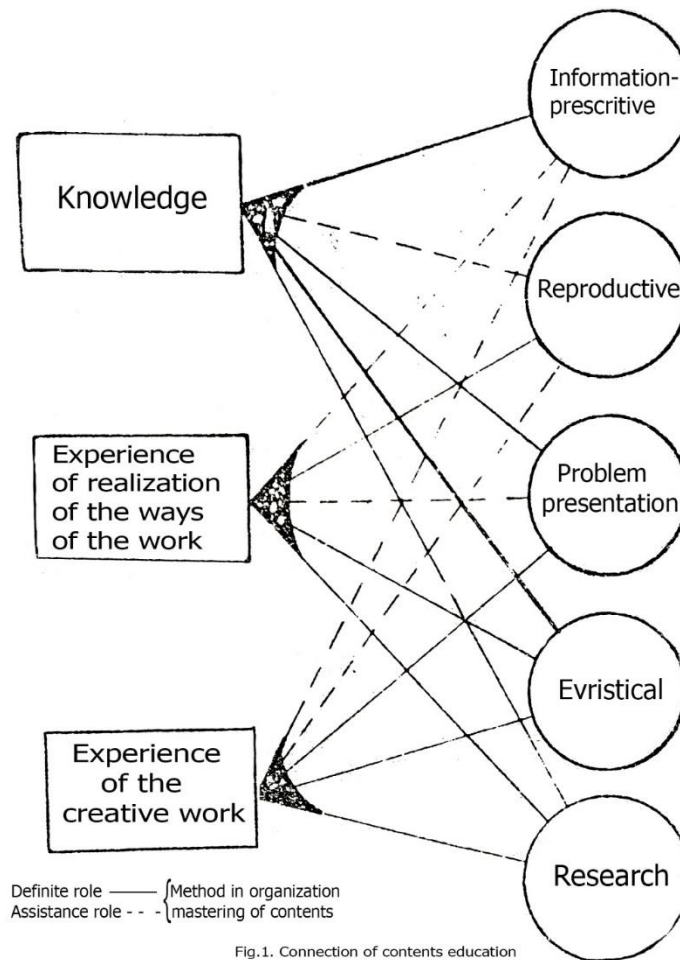 Information-
prescritive
Knowledge
Reproductive
Experience
of realization
of the ways
of the work
Problem
presentation
Evristical
Experience
of the
creative work
Research
Definite role ——— { Method in organization
Assistance role - - - { mastering of contents
Fig.1. Connection of contents education